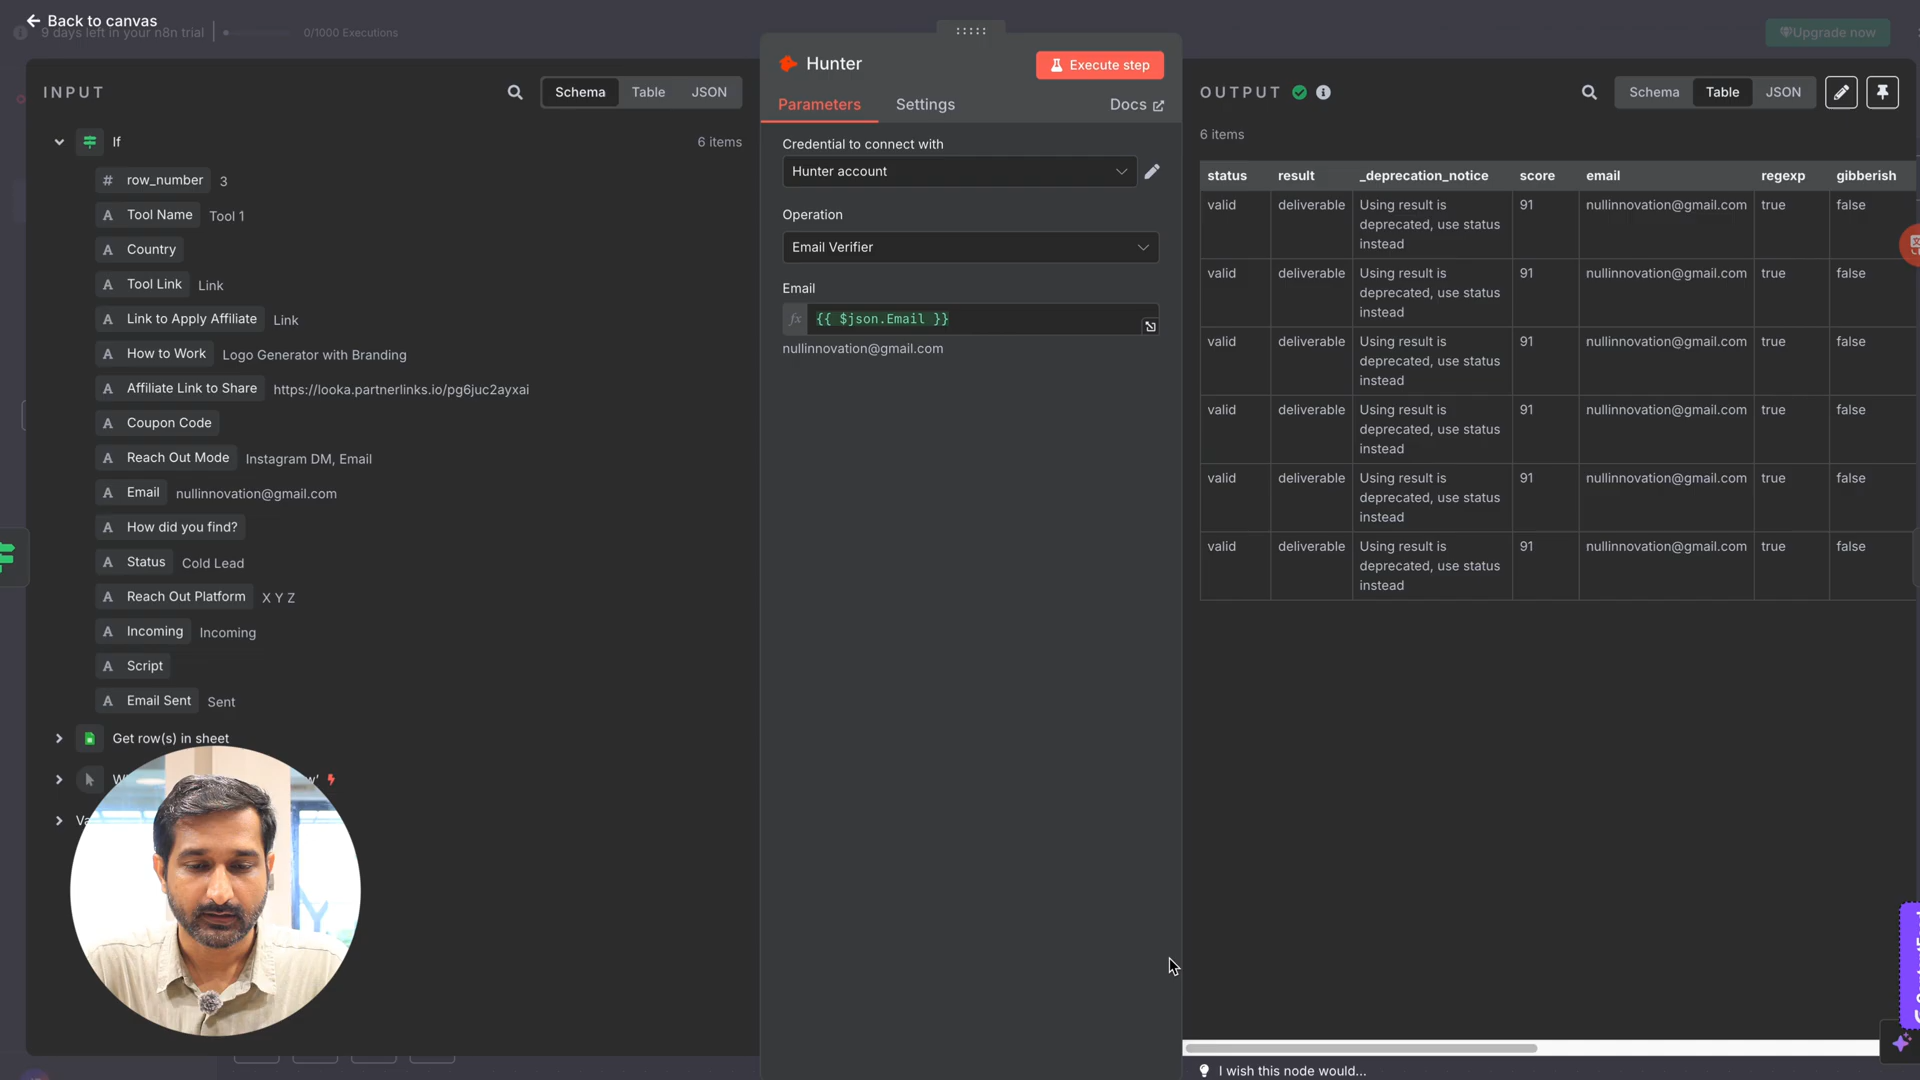 Back to canvas
9 days left in your n8n trial
0/1000 Executions
Upgrade now
INPUT
Schema
Table
JSON
If
6 items
row_number 3
Tool Name Tool 1
Country
Tool Link Link
Link to Apply Affiliate Link
How to Work Logo Generator with Branding
Affiliate Link to Share https://looka.partnerlinks.io/pg6juc2ayxai
Coupon Code
Reach Out Mode Instagram DM, Email
Email nullinnovation@gmail.com
How did you find?
Status Cold Lead
Reach Out Platform X Y Z
Incoming Incoming
Script
Email Sent Sent
Get row(s) in sheet
Hunter
Execute step
Parameters
Settings
Docs
Credential to connect with
Hunter account
Operation
Email Verifier
Email
fx {{ $json.Email }}
nullinnovation@gmail.com
OUTPUT
Schema
Table
JSON
6 items
status result _deprecation_notice score email regexp gibberish
valid deliverable Using result is deprecated, use status instead 91 nullinnovation@gmail.com true false
valid deliverable Using result is deprecated, use status instead 91 nullinnovation@gmail.com true false
valid deliverable Using result is deprecated, use status instead 91 nullinnovation@gmail.com true false
valid deliverable Using result is deprecated, use status instead 91 nullinnovation@gmail.com true false
valid deliverable Using result is deprecated, use status instead 91 nullinnovation@gmail.com true false
valid deliverable Using result is deprecated, use status instead 91 nullinnovation@gmail.com true false
I wish this node would...